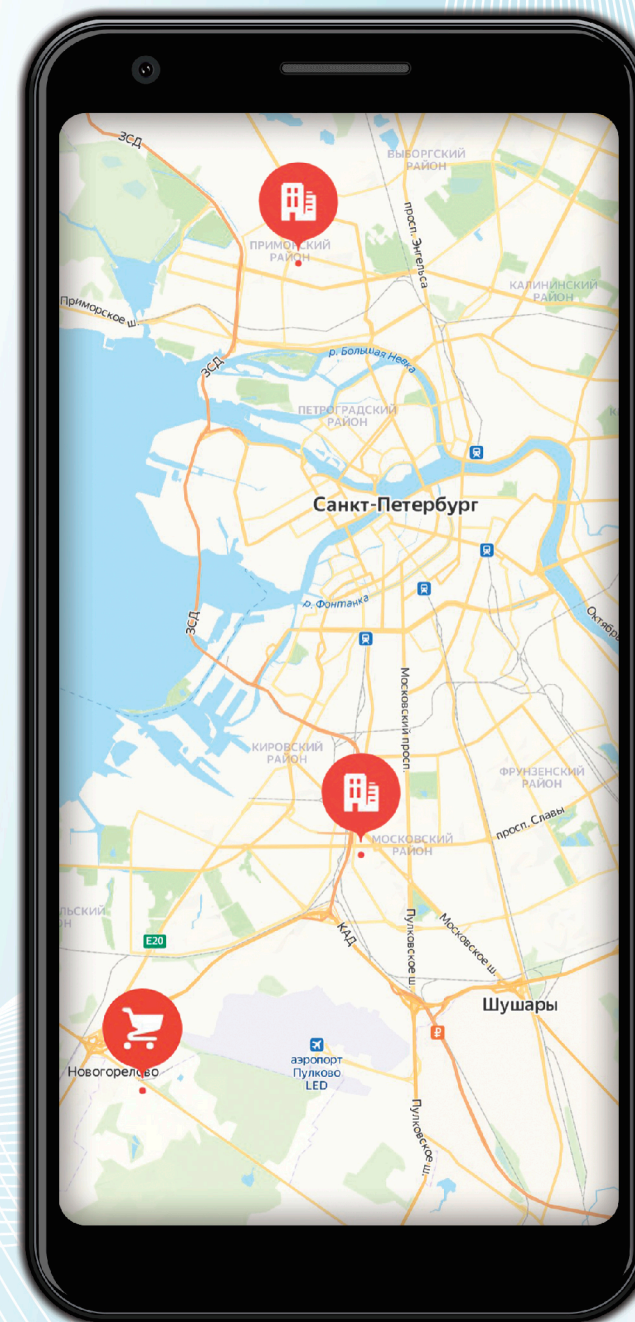 ЗСД
ВЫБОРГСКИЙ
РАЙОН
просп. Энгельса
ПРИМОРСКИЙ
РАЙОН
КАЛИНИНСКИЙ
РАЙОН
Приморское ш.
р. Большая Невка
ЗСД
ПЕТРОГРАДСКИЙ
РАЙОН
Санкт-Петербург
р. Фонтанка
ЗСД
Московский просп.
КИРОВСКИЙ
РАЙОН
ФРУНЗЕНСКИЙ
РАЙОН
просп. Славы
МОСКОВСКИЙ
РАЙОН
E20
КАД
Пулковское ш.
Московское ш.
Шушары
Новогорелово
аэропорт
Пулково
LED
Пулковское ш.